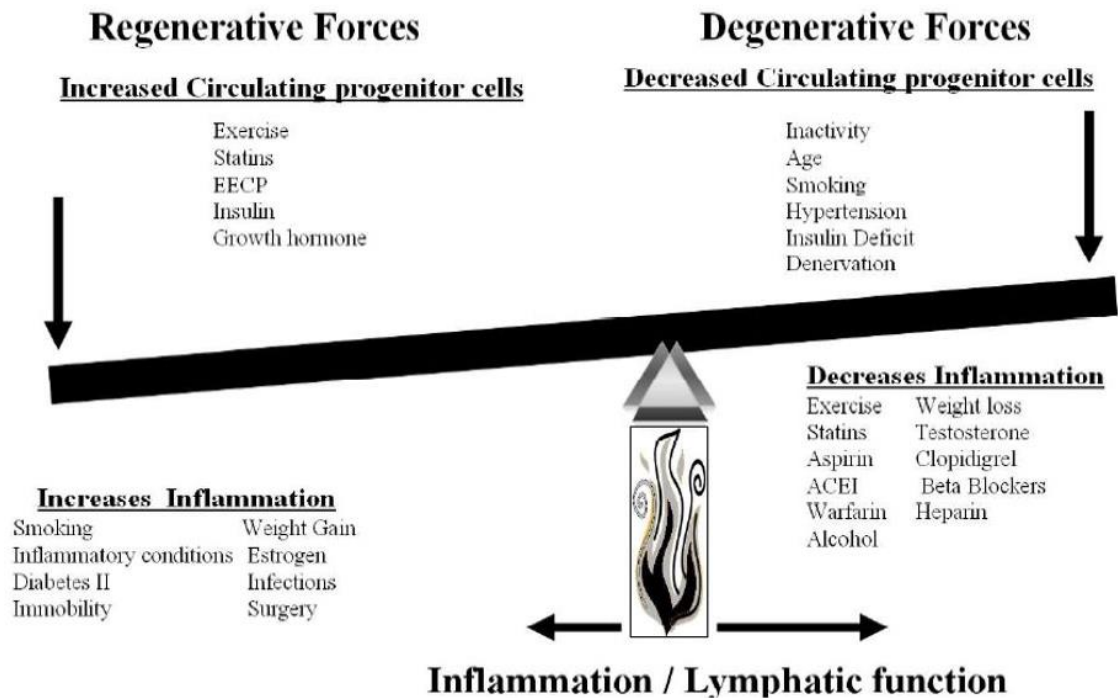 Regenerative Forces
Increased Circulating progenitor cells
Exercise
Statins
EECP
Insulin
Growth hormone
Degenerative Forces
Decreased Circulating progenitor cells
Inactivity
Age
Smoking
Hypertension
Insulin Deficit
Denervation
Increases Inflammation
Smoking Weight Gain
Inflammatory conditions Estrogen
Diabetes II Infections
Immobility Surgery
Decreases Inflammation
Exercise Weight loss
Statins Testosterone
Aspirin Clopidigrel
ACEI Beta Blockers
Warfarin Heparin
Alcohol
Inflammation / Lymphatic function